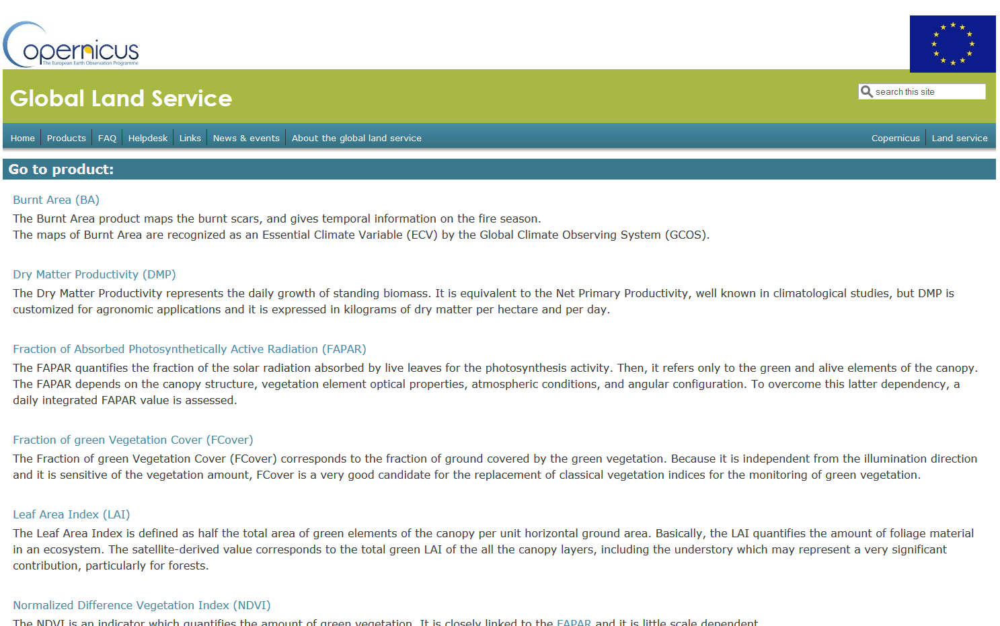 Copernicus
The European Earth Observation Programme
Global Land Service
search this site
Home Products FAQ Helpdesk Links News & events About the global land service Copernicus Land service
Go to product:
Burnt Area (BA)
The Burnt Area product maps the burnt scars, and gives temporal information on the fire season.
The maps of Burnt Area are recognized as an Essential Climate Variable (ECV) by the Global Climate Observing System (GCOS).
Dry Matter Productivity (DMP)
The Dry Matter Productivity represents the daily growth of standing biomass. It is equivalent to the Net Primary Productivity, well known in climatological studies, but DMP is
customized for agronomic applications and it is expressed in kilograms of dry matter per hectare and per day.
Fraction of Absorbed Photosynthetically Active Radiation (FAPAR)
The FAPAR quantifies the fraction of the solar radiation absorbed by live leaves for the photosynthesis activity. Then, it refers only to the green and alive elements of the canopy.
The FAPAR depends on the canopy structure, vegetation element optical properties, atmospheric conditions, and angular configuration. To overcome this latter dependency, a
daily integrated FAPAR value is assessed.
Fraction of green Vegetation Cover (FCover)
The Fraction of green Vegetation Cover (FCover) corresponds to the fraction of ground covered by the green vegetation. Because it is independent from the illumination direction
and it is sensitive of the vegetation amount, FCover is a very good candidate for the replacement of classical vegetation indices for the monitoring of green vegetation.
Leaf Area Index (LAI)
The Leaf Area Index is defined as half the total area of green elements of the canopy per unit horizontal ground area. Basically, the LAI quantifies the amount of foliage material
in an ecosystem. The satellite-derived value corresponds to the total green LAI of the all the canopy layers, including the understory which may represent a very significant
contribution, particularly for forests.
Normalized Difference Vegetation Index (NDVI)
The NDVI is an indicator which quantifies the amount of green vegetation. It is closely linked to the FAPAR and it is little scale dependent.